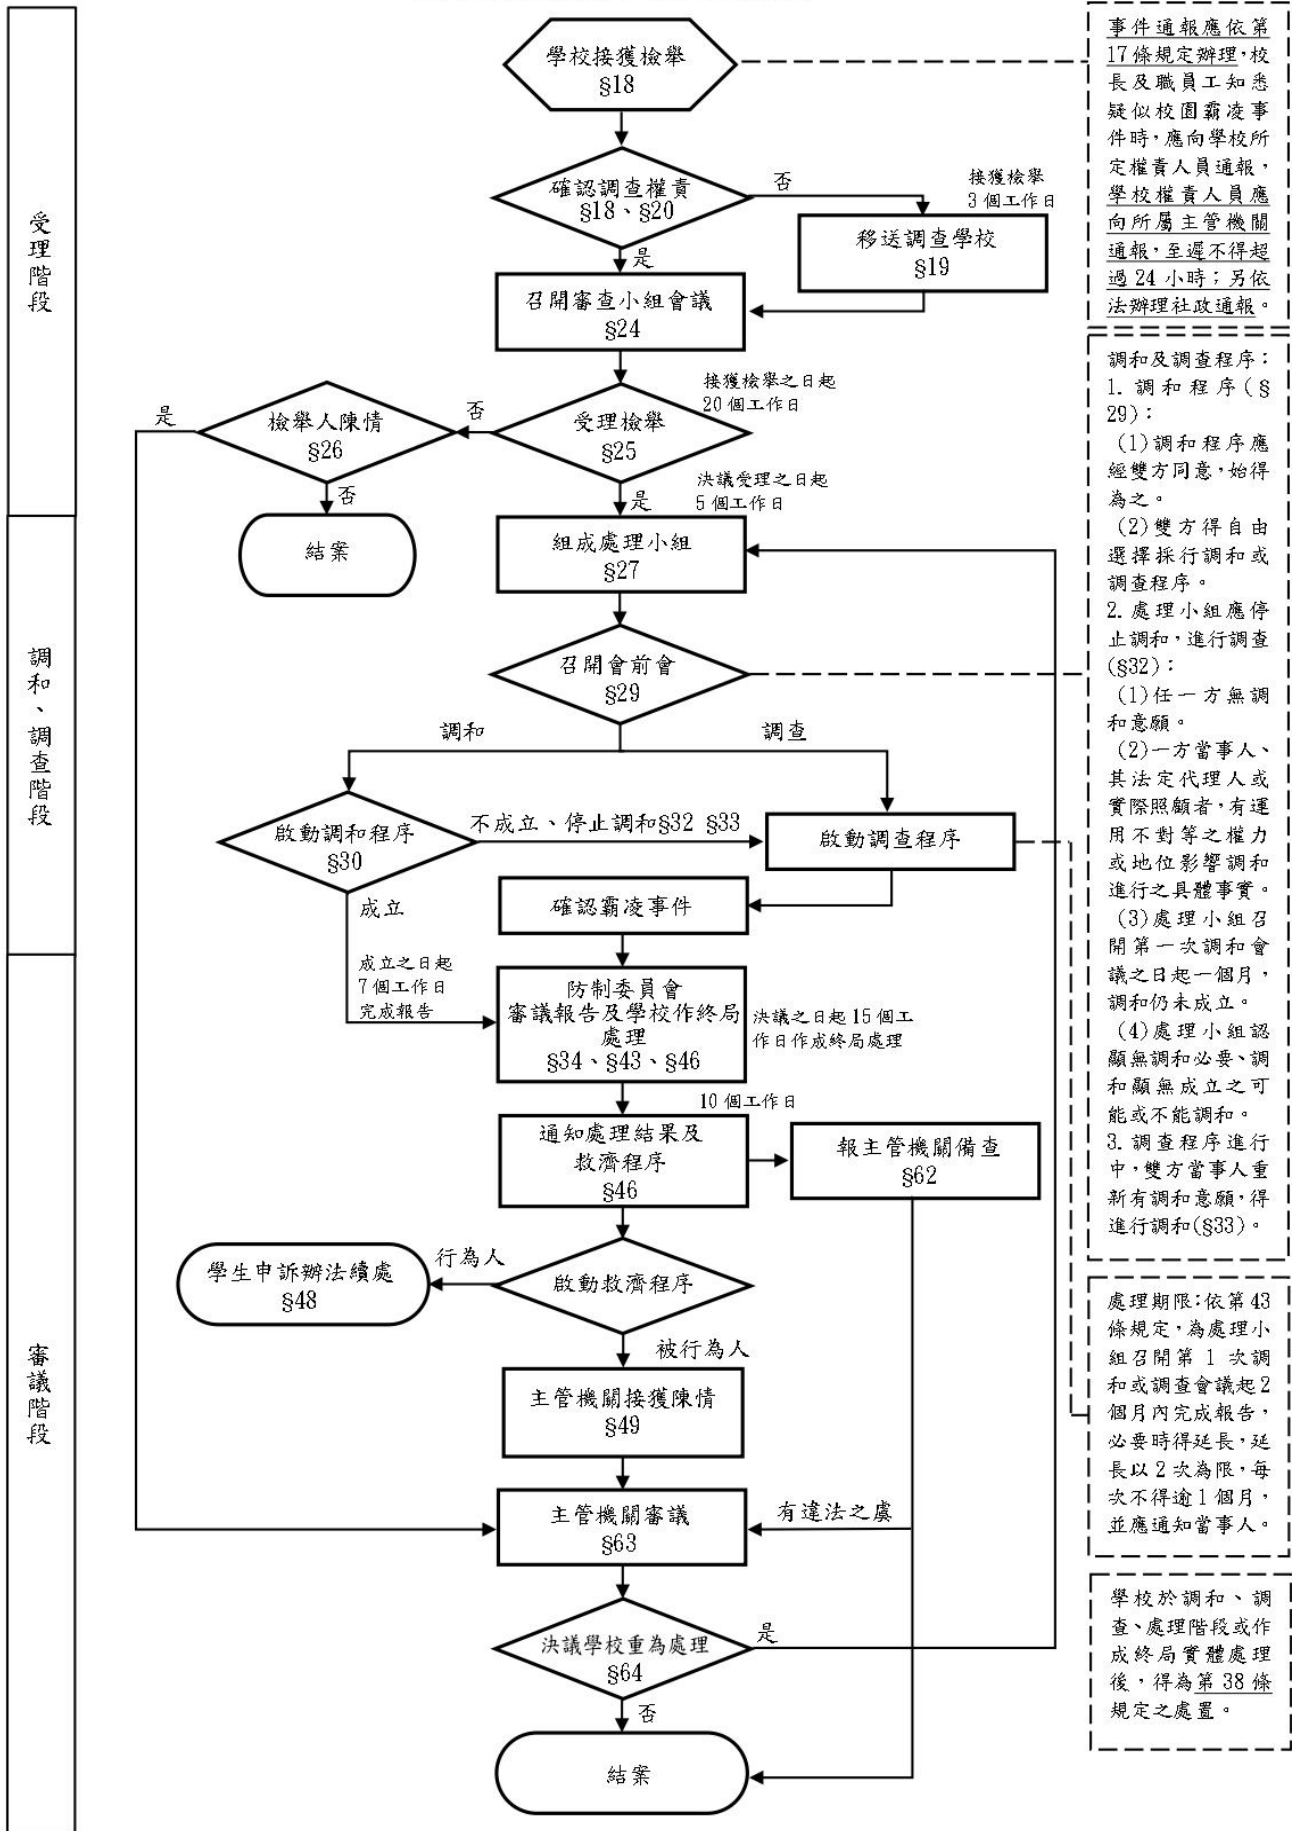 受理階段
調和、調查階段
審議階段
學校接獲檢舉
§18
確認調查權責
§18、§20
否
接獲檢舉
3 個工作日
移送調查學校
§19
是
召開審查小組會議
§24
接獲檢舉之日起
20 個工作日
受理檢舉
§25
否
檢舉人陳情
§26
是
否
結案
決議受理之日起
5 個工作日
是
組成處理小組
§27
召開會前會
§29
調和
調查
啟動調和程序
§30
不成立、停止調和§32 §33
啟動調查程序
成立
確認霸凌事件
成立之日起
7 個工作日
完成報告
防制委員會
審議報告及學校作終局
處理
§34、§43、§46
決議之日起 15 個工
作日作成終局處理
10 個工作日
通知處理結果及
救濟程序
§46
報主管機關備查
§62
啟動救濟程序
行為人
學生申訴辦法續處
§48
被行為人
主管機關接獲陳情
§49
主管機關審議
§63
有違法之虞
決議學校重為處理
§64
是
否
結案
事件通報應依第
17 條規定辦理,校
長及職員工知悉
疑似校園霸凌事
件時,應向學校所
定權責人員通報,
學校權責人員應
向所屬主管機關
通報,至遲不得超
過 24 小時;另依
法辦理社政通報。
調和及調查程序:
1. 調和程序(§
29):
(1)調和程序應
經雙方同意,始得
為之。
(2)雙方得自由
選擇採行調和或
調查程序。
2. 處理小組應停
止調和,進行調查
(§32):
(1)任一方無調
和意願。
(2)一方當事人、
其法定代理人或
實際照顧者,有運
用不對等之權力
或地位影響調和
進行之具體事實。
(3)處理小組召
開第一次調和會
議之日起一個月,
調和仍未成立。
(4)處理小組認
顯無調和必要、調
和顯無成立之可
能或不能調和。
3. 調查程序進行
中,雙方當事人重
新有調和意願,得
進行調和(§33)。
處理期限:依第 43
條規定,為處理小
組召開第 1 次調
和或調查會議起 2
個月內完成報告,
必要時得延長,延
長以 2 次為限,每
次不得逾 1 個月,
並應通知當事人。
學校於調和、調
查、處理階段或作
成終局實體處理
後,得為第 38 條
規定之處置。